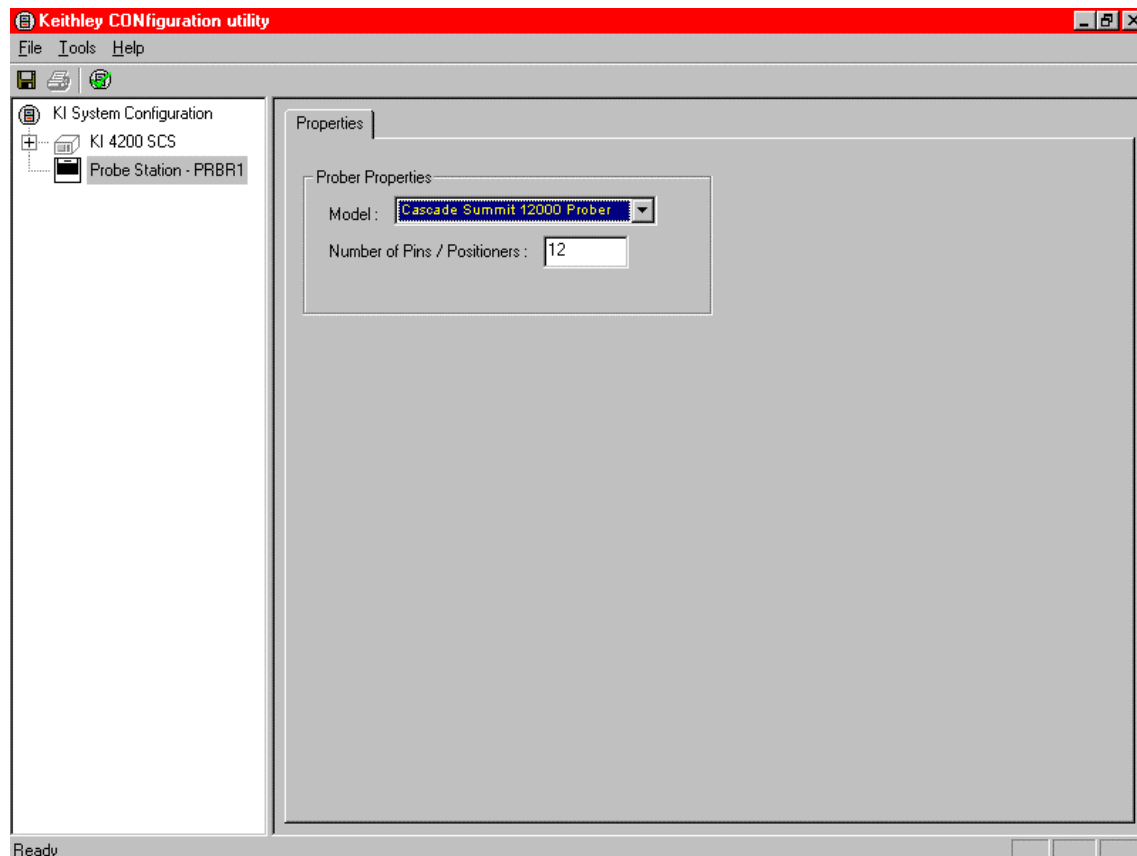 Keithley CONfiguration utility
File Tools Help
KI System Configuration
KI 4200 SCS
Probe Station - PRBR1
Properties
Prober Properties
Model :
Cascade Summit 12000 Prober
Number of Pins / Positioners :
12
Ready